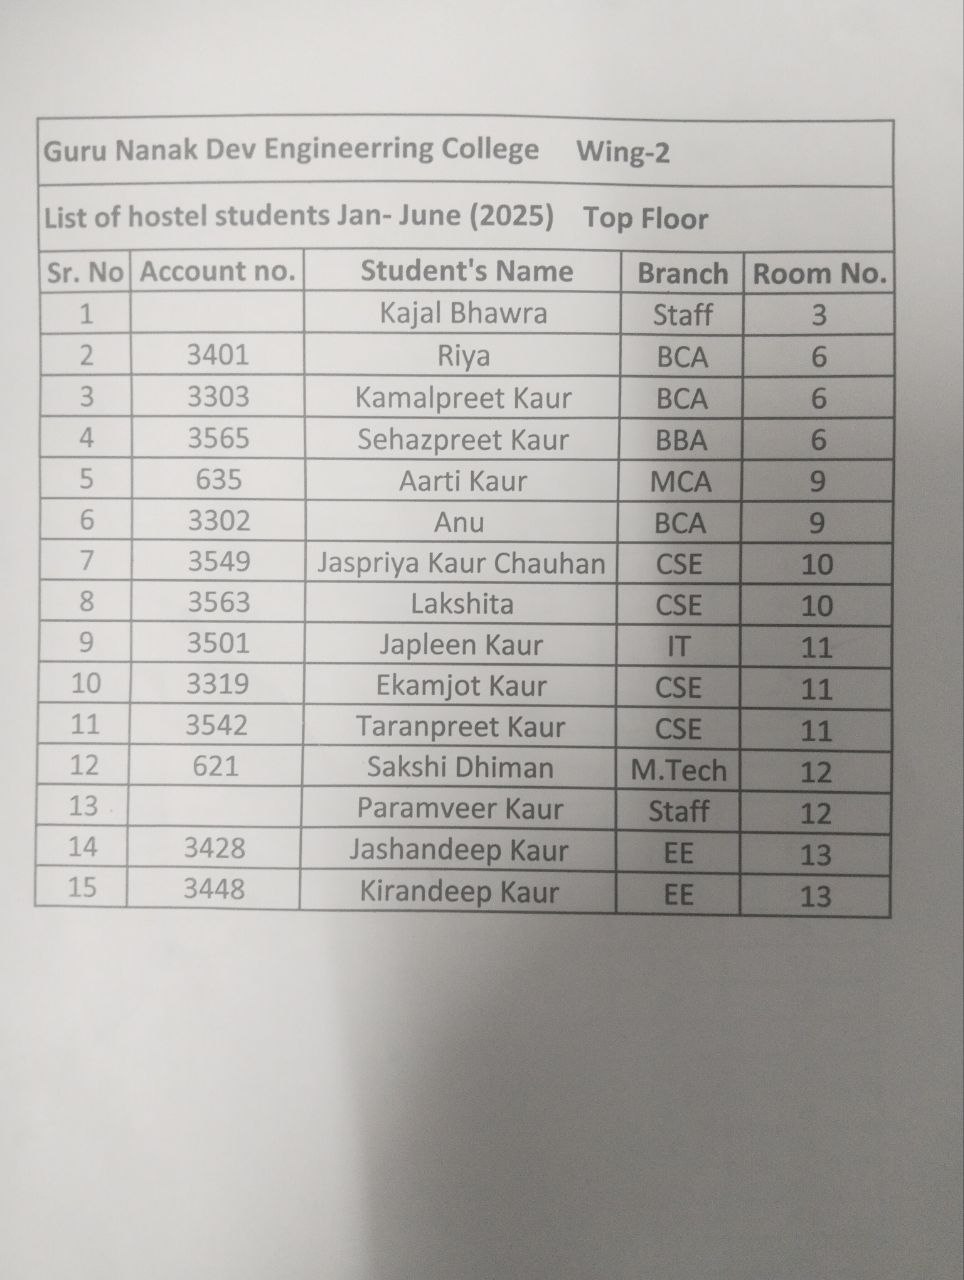 Guru Nanak Dev Engineerring College Wing-2
List of hostel students Jan- June (2025) Top Floor
Sr. No Account no. Student's Name Branch Room No.
1 Kajal Bhawra Staff 3
2 3401 Riya BCA 6
3 3303 Kamalpreet Kaur BCA 6
4 3565 Sehazpreet Kaur BBA 6
5 635 Aarti Kaur MCA 9
6 3302 Anu BCA 9
7 3549 Jaspriya Kaur Chauhan CSE 10
8 3563 Lakshita CSE 10
9 3501 Japleen Kaur IT 11
10 3319 Ekamjot Kaur CSE 11
11 3542 Taranpreet Kaur CSE 11
12 621 Sakshi Dhiman M.Tech 12
13 Paramveer Kaur Staff 12
14 3428 Jashandeep Kaur EE 13
15 3448 Kirandeep Kaur EE 13